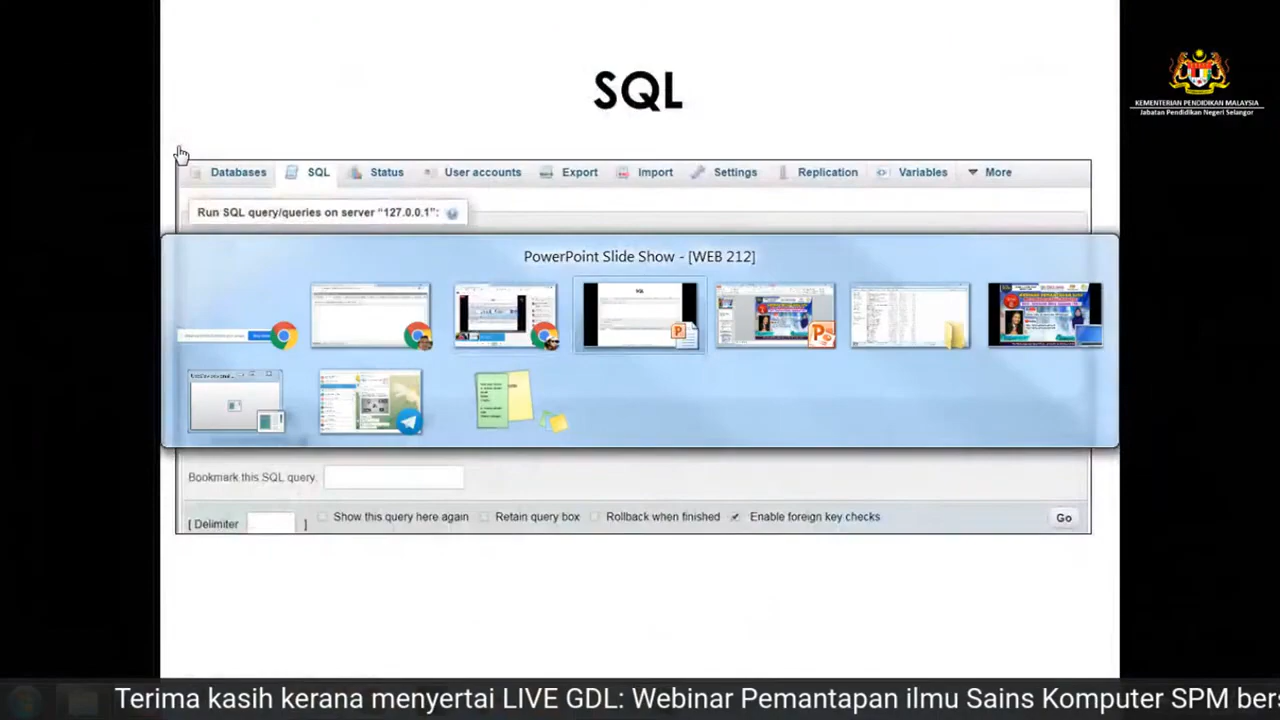 SQL
KEMENTERIAN PENDIDIKAN MALAYSIA
Jabatan Pendidikan Negeri Selangor
Databases SQL Status User accounts Export Import Settings Replication Variables More
Run SQL query/queries on server “127.0.0.1”:
PowerPoint Slide Show - [WEB 212]
Bookmark this SQL query:
[ Delimiter ] Show this query here again Retain query box Rollback when finished Enable foreign key checks Go
Terima kasih kerana menyertai LIVE GDL: Webinar Pemantapan ilmu Sains Komputer SPM bers